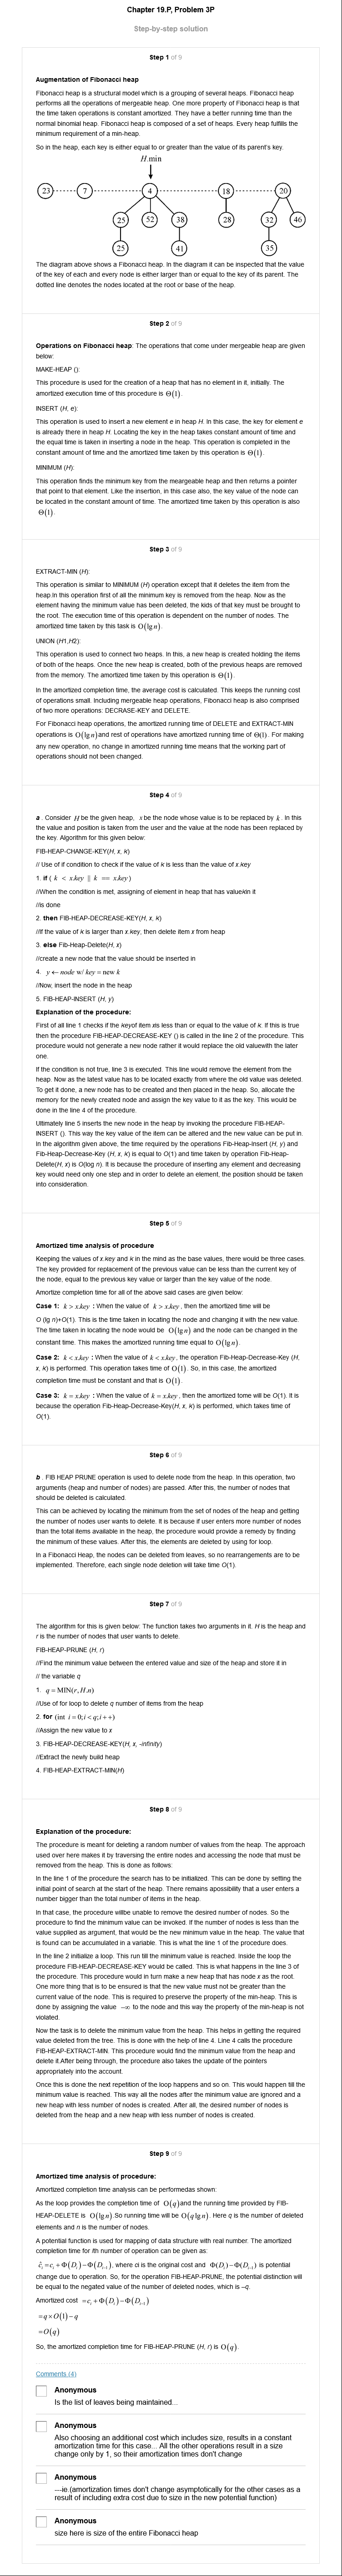 Chapter 19.P, Problem 3P
Step-by-step solution
Step 1 of 9
Augmentation of Fibonacci heap
Fibonacci heap is a structural model which is a grouping of several heaps. Fibonacci heap
performs all the operations of mergeable heap. One more property of Fibonacci heap is that
the time taken operations is constant amortized. They have a better running time than the
normal binomial heap. Fibonacci heap is composed of a set of heaps. Every heap fulfills the
minimum requirement of a min-heap.
So in the heap, each key is either equal to or greater than the value of its parent's key.
H.min
23 7 4 18 20
25 52 38 28 32 46
25 41 35
The diagram above shows a Fibonacci heap. In the diagram it can be inspected that the value
of the key of each and every node is either larger than or equal to the key of its parent. The
dotted line denotes the nodes located at the root or base of the heap.
Step 2 of 9
Operations on Fibonacci heap: The operations that come under mergeable heap are given
below:
MAKE-HEAP ():
This procedure is used for the creation of a heap that has no element in it, initially. The
amortized execution time of this procedure is Θ(1).
INSERT (H, e):
This operation is used to insert a new element e in heap H. In this case, the key for element e
is already there in heap H. Locating the key in the heap takes constant amount of time and
the equal time is taken in inserting a node in the heap. This operation is completed in the
constant amount of time and the amortized time taken by this operation is Θ(1).
MINIMUM (H):
This operation finds the minimum key from the meargeable heap and then returns a pointer
that point to that element. Like the insertion, in this case also, the key value of the node can
be located in the constant amount of time. The amortized time taken by this operation is also
Θ(1).
Step 3 of 9
EXTRACT-MIN (H):
This operation is similar to MINIMUM (H) operation except that it deletes the item from the
heap.In this operation first of all the minimum key is removed from the heap. Now as the
element having the minimum value has been deleted, the kids of that key must be brought to
the root. The execution time of this operation is dependent on the number of nodes. The
amortized time taken by this task is O(lg n).
UNION (H1,H2):
This operation is used to connect two heaps. In this, a new heap is created holding the items
of both of the heaps. Once the new heap is created, both of the previous heaps are removed
from the memory. The amortized time taken by this operation is Θ(1).
In the amortized completion time, the average cost is calculated. This keeps the running cost
of operations small. Including mergeable heap operations, Fibonacci heap is also comprised
of two more operations: DECRASE-KEY and DELETE.
For Fibonacci heap operations, the amortized running time of DELETE and EXTRACT-MIN
operations is O(lg n)and rest of operations have amortized running time of Θ(1). For making
any new operation, no change in amortized running time means that the working part of
operations should not been changed.
Step 4 of 9
a . Consider H be the given heap, x be the node whose value is to be replaced by k. In this
the value and position is taken from the user and the value at the node has been replaced by
the key. Algorithm for this given below:
FIB-HEAP-CHANGE-KEY(H, x, k)
// Use of if condition to check if the value of k is less than the value of x.key
1. if ( k < x.key || k == x.key )
//When the condition is met, assigning of element in heap that has valuekin it
//is done
2. then FIB-HEAP-DECREASE-KEY(H, x, k)
//If the value of k is larger than x.key, then delete item x from heap
3. else Fib-Heap-Delete(H, x)
//create a new node that the value should be inserted in
4. y ← node w/ key = new k
//Now, insert the node in the heap
5. FIB-HEAP-INSERT (H, y)
Explanation of the procedure:
First of all line 1 checks if the keyof item xis less than or equal to the value of k. If this is true
then the procedure FIB-HEAP-DECREASE-KEY () is called in the line 2 of the procedure. This
procedure would not generate a new node rather it would replace the old valuewith the later
one.
If the condition is not true, line 3 is executed. This line would remove the element from the
heap. Now as the latest value has to be located exactly from where the old value was deleted.
To get it done, a new node has to be created and then placed in the heap. So, allocate the
memory for the newly created node and assign the key value to it as the key. This would be
done in the line 4 of the procedure.
Ultimately line 5 inserts the new node in the heap by invoking the procedure FIB-HEAP-
INSERT (). This way the key value of the item can be altered and the new value can be put in.
In the algorithm given above, the time required by the operations Fib-Heap-Insert (H, y) and
Fib-Heap-Decrease-Key (H, x, k) is equal to O(1) and time taken by operation Fib-Heap-
Delete(H, x) is O(log n). It is because the procedure of inserting any element and decreasing
key would need only one step and in order to delete an element, the position should be taken
into consideration.
Step 5 of 9
Amortized time analysis of procedure
Keeping the values of x.key and k in the mind as the base values, there would be three cases.
The key provided for replacement of the value can be less than the current key value of the
node, equal to the previous key value or larger than the key value of the node.
Amortize completion time for all of the above said cases are given below:
Case 1: k > x.key : When the value of k > x.key, then the amortized time will be
O (lg n)+O(1). This is the time taken in locating the node and changing it with the new value.
The time taken in locating the node would be O(lg n) and the node can be changed in the
constant time. This makes the amortized running time equal to O(lg n).
Case 2: k < x.key : When the value of k < x.key, the operation Fib-Heap-Decrease-Key (H,
x, k)is performed. This operation takes time of O(1). So, in this case, the amortized
completion time must be constant and that is O(1).
Case 3: k = x.key : When the value of k = x.key, then the amortized tome will be O(1). It is
because the operation Fib-Heap-Decrease-Key(H, x, k) is performed, which takes time of
O(1).
Step 6 of 9
b . FIB HEAP PRUNE operation is used to delete node from the heap. In this operation, two
arguments (heap and number of nodes) are passed. After this, the number of nodes that
should be deleted is calculated.
This can be achieved by locating the minimum from the set of nodes of the heap and getting
the number of nodes user wants to delete. It is because if user enters more number of nodes
than the total items available in the heap, the procedure would provide a remedy by finding
the minimum of these values. After this, the elements are deleted by using for loop.
In a Fibonacci Heap, the nodes can be deleted from leaves, so no rearrangements are to be
implemented. Therefore, each single node deletion will take time O(1).
Step 7 of 9
The algorithm for this is given below: The function takes two arguments in it. H is the heap and
r is the number of nodes that user wants to delete.
FIB-HEAP-PRUNE (H, r)
//Find the minimum value between the entered value and size of the heap and store it in
// the variable q
1. q = MIN(r, H.n)
//Use of for loop to delete q number of items from the heap
2. for (int i = 0; i < q; i + +)
//Assign the new value to x
3. FIB-HEAP-DECREASE-KEY(H, x, -infinity)
//Extract the newly build heap
4. FIB-HEAP-EXTRACT-MIN(H)
Step 8 of 9
Explanation of the procedure:
The procedure is meant for deleting a random number of values from the heap. The approach
used over here makes it by traversing the entire nodes and accessing the node that must be
removed from the heap. This is done as follows:
In the line 1 of the procedure the search has to be initialized. This can be done by setting the
initial point of search at the start of the heap. There remains apossibility that a user enters a
number bigger than the total number of items in the heap.
In that case, the procedure willbe unable to remove the desired number of nodes. So the
procedure to find the minimum value can be invoked. If the number of nodes is less than the
value supplied as argument, that would be the new minimum value in the heap. The value that
is found can be accumulated in a variable. This is what the line 1 of the procedure does.
In the line 2 initialize a loop. This run till the minimum value is reached. Inside the loop the
procedure FIB-HEAP-DECREASE-KEY would be called. This is what happens in the line 3 of
the procedure. This procedure would in turn make a new heap that has node x as the root.
One more thing that is to be ensured is that the new value must not be greater than the
current value of the node. This is required to preserve the property of the min-heap. This is
done by assigning the value −∞ to the node and this way the property of the min-heap is not
violated.
Now the task is to delete the minimum value from the heap. This helps in getting the required
value deleted from the tree. This is done with the help of line 4. Line 4 calls the procedure
FIB-HEAP-EXTRACT-MIN. This procedure would find the minimum value from the heap and
delete it.After being through, the procedure also takes the update of the pointers
appropriately into the account.
Once this is done the next repetition of the loop happens and so on. This would happen till the
minimum value is reached. This way all the nodes after the minimum value are ignored and a
new heap with less number of nodes is created. After all, the desired number of nodes is
deleted from the heap and a new heap with less number of nodes is created.
Step 9 of 9
Amortized time analysis of procedure:
Amortized completion time analysis can be performedas shown:
As the loop provides the completion time of O(q)and the running time provided by FIB-
HEAP-DELETE is O(lg n).So running time will be O(q lg n). Here q is the number of deleted
elements and n is the number of nodes.
A potential function is used for mapping of data structure with real number. The amortized
completion time for ith number of operation can be given as:
ĉᵢ = cᵢ + Φ(Dᵢ) − Φ(Dᵢ₋₁), where ci is the original cost and Φ(Dᵢ) − Φ(Dᵢ₋₁) is potential
change due to operation. So, for the operation FIB-HEAP-PRUNE, the potential distinction will
be equal to the negated value of the number of deleted nodes, which is –q.
Amortized cost = cᵢ + Φ(Dᵢ) − Φ(Dᵢ₋₁)
= q × O(1) − q
= O(q)
So, the amortized completion time for FIB-HEAP-PRUNE (H, r) is O(q).
Comments (4)
Anonymous
Is the list of leaves being maintained...
Anonymous
Also choosing an additional cost which includes size, results in a constant
amortization time for this case... All the other operations result in a size
change only by 1, so their amortization times don't change
Anonymous
---ie.(amortization times don't change asymptotically for the other cases as a
result of including extra cost due to size in the new potential function)
Anonymous
size here is size of the entire Fibonacci heap